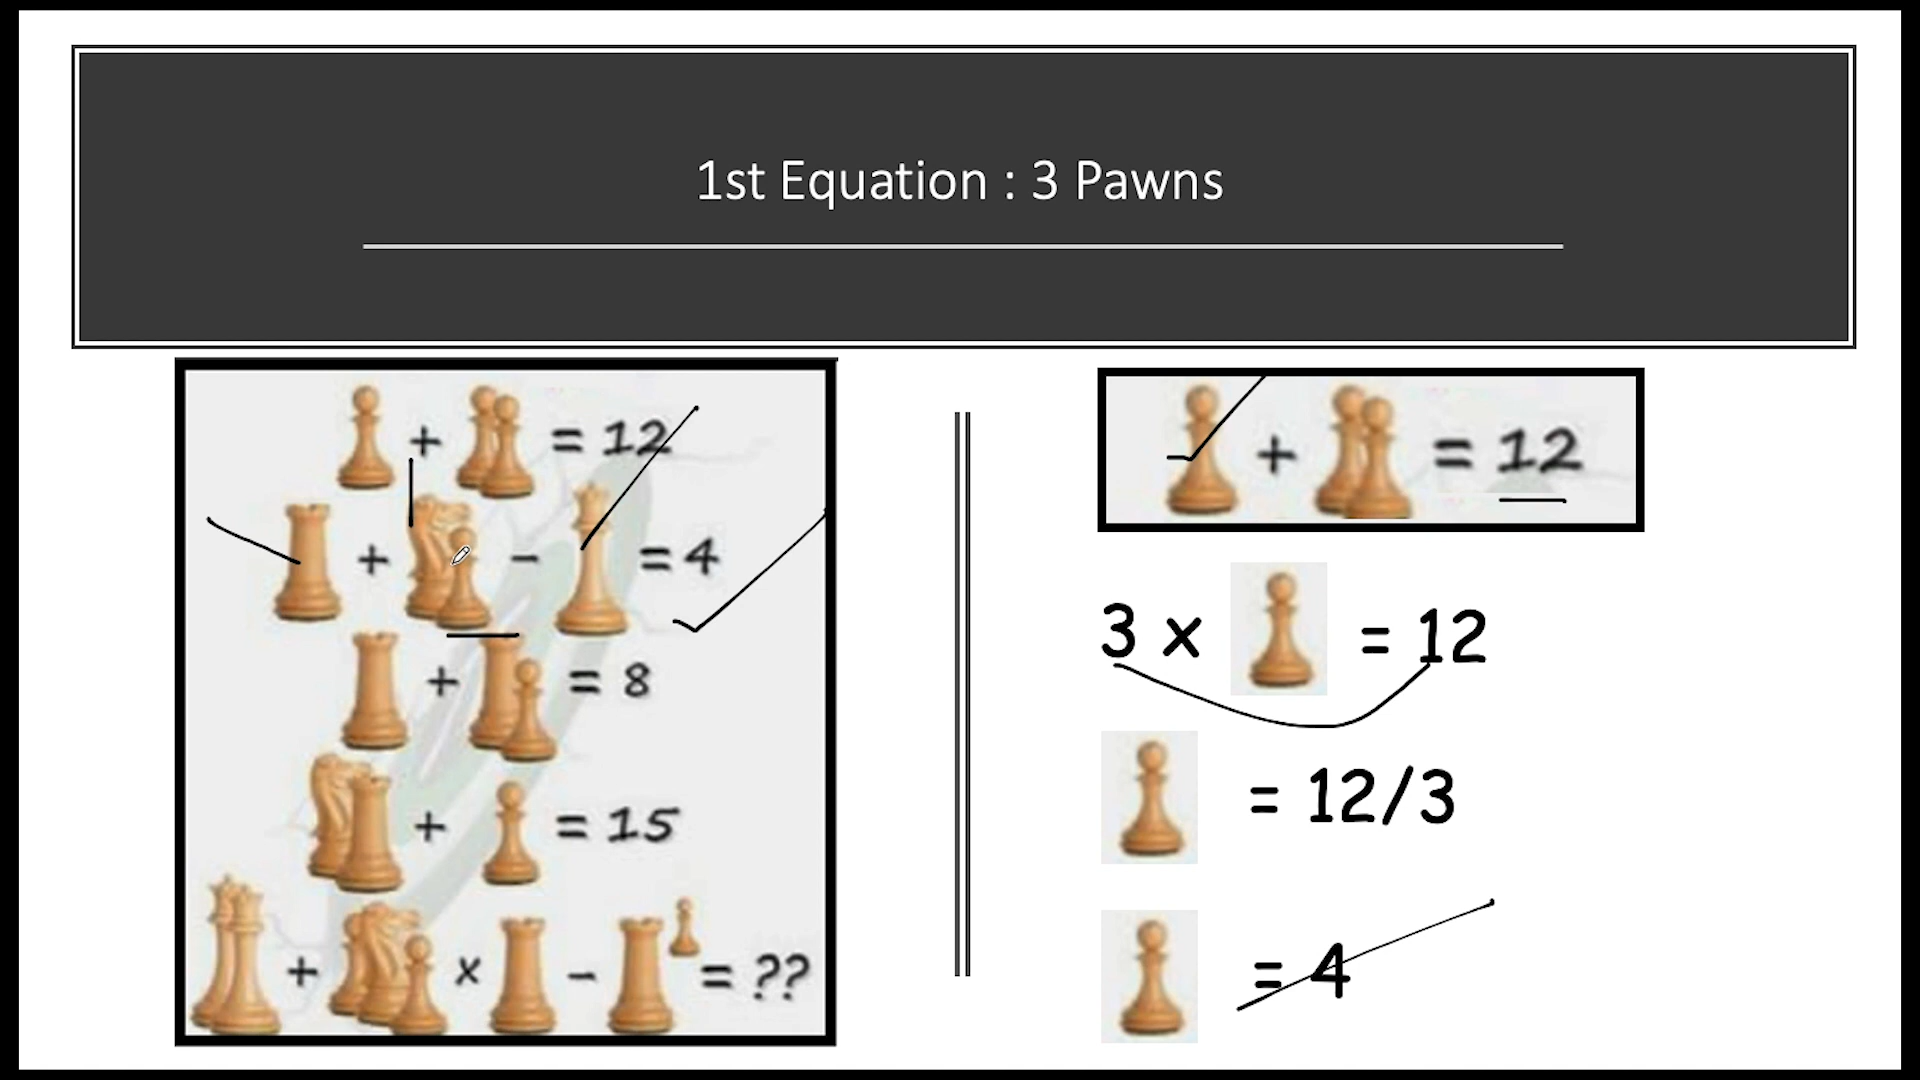 1st Equation : 3 Pawns
+ = 12
+ - = 4
+ = 8
+ = 15
+ x - = ??
+ = 12
3 x = 12
= 12/3
= 4